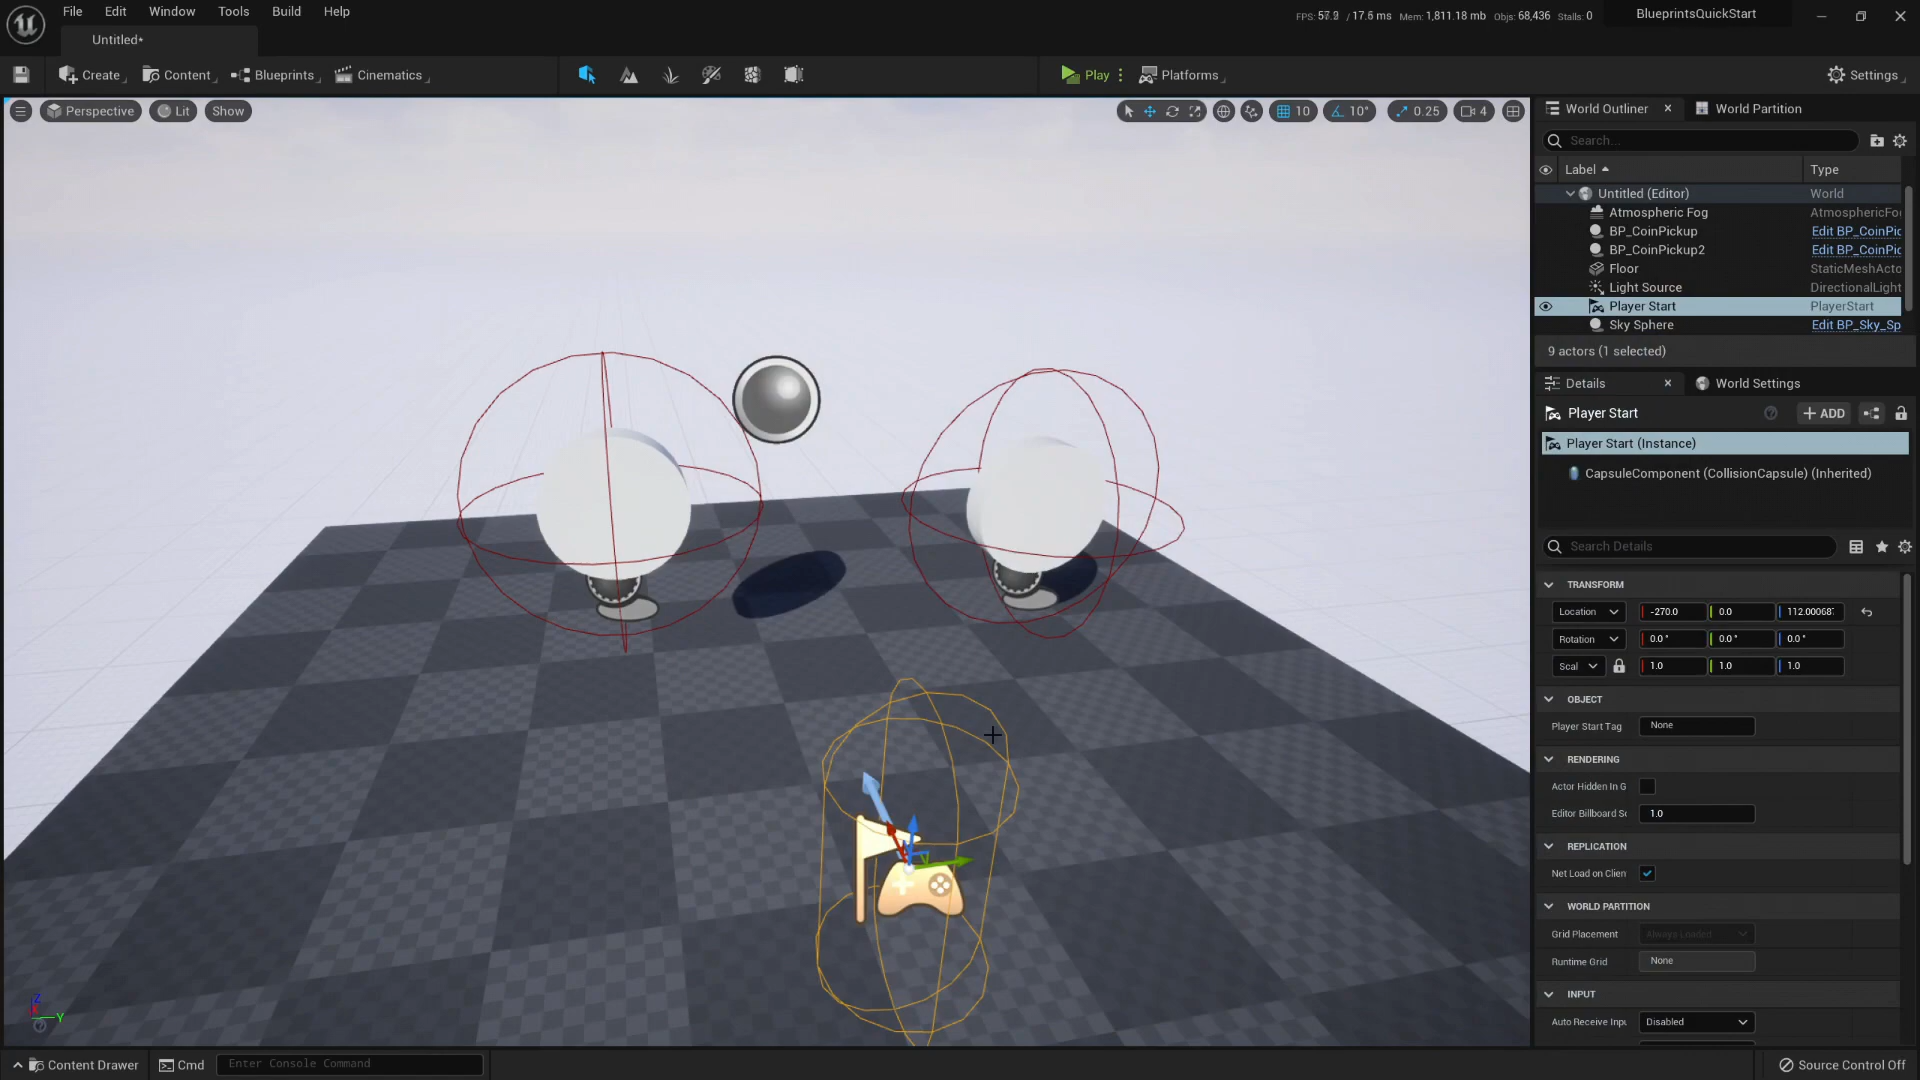 File Edit Window Tools Build Help
FPS: / 17.6 ms Mem: 1,811.18 mb Objs: 68,436 Stalls: 0
BlueprintsQuickStart
Untitled*
Create Content Blueprints Cinematics
Play Platforms
Settings
Perspective Lit Show
10 10° 0.25 4
World Outliner World Partition
Search...
Label Type
Untitled (Editor) World
Atmospheric Fog AtmosphericFo
BP_CoinPickup Edit BP_CoinPic
BP_CoinPickup2 Edit BP_CoinPic
Floor StaticMeshActo
Light Source DirectionalLight
Player Start PlayerStart
Sky Sphere Edit BP_Sky_Sp
9 actors (1 selected)
Details World Settings
Player Start
ADD
Player Start (Instance)
CapsuleComponent (CollisionCapsule) (Inherited)
Search Details
TRANSFORM
Location -270.0 0.0 112.00068
Rotation 0.0 ° 0.0 ° 0.0 °
Scal 1.0 1.0 1.0
OBJECT
Player Start Tag None
RENDERING
Actor Hidden In G
Editor Billboard Sc 1.0
REPLICATION
Net Load on Clien
WORLD PARTITION
Grid Placement Always Loaded
Runtime Grid None
INPUT
Auto Receive Inpu Disabled
Z
X
Y
Content Drawer Cmd Enter Console Command
Source Control Off